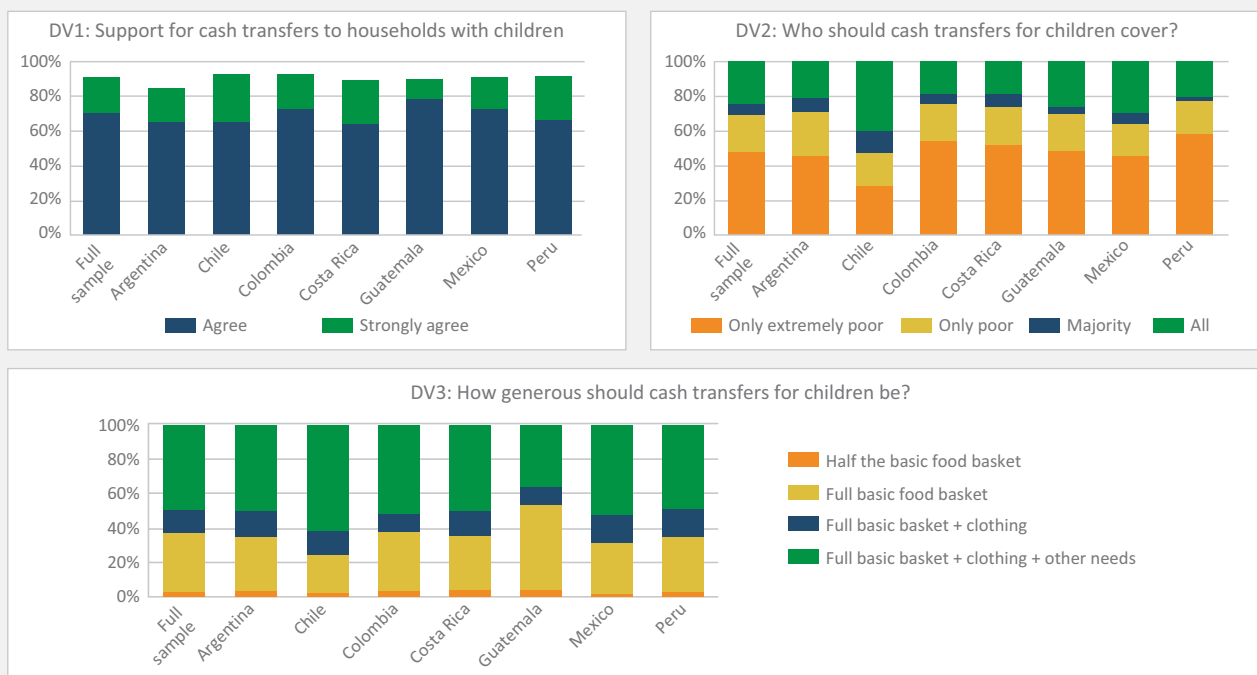 DV1: Support for cash transfers to households with children
100%
80%
60%
40%
20%
0%
Full
sample
Argentina
Chile
Colombia
Costa Rica
Guatemala
Mexico
Peru
Agree
Strongly agree
DV2: Who should cash transfers for children cover?
100%
80%
60%
40%
20%
0%
Full
sample
Argentina
Chile
Colombia
Costa Rica
Guatemala
Mexico
Peru
Only extremely poor
Only poor
Majority
All
DV3: How generous should cash transfers for children be?
100%
80%
60%
40%
20%
0%
Full
sample
Argentina
Chile
Colombia
Costa Rica
Guatemala
Mexico
Peru
Half the basic food basket
Full basic food basket
Full basic basket + clothing
Full basic basket + clothing + other needs